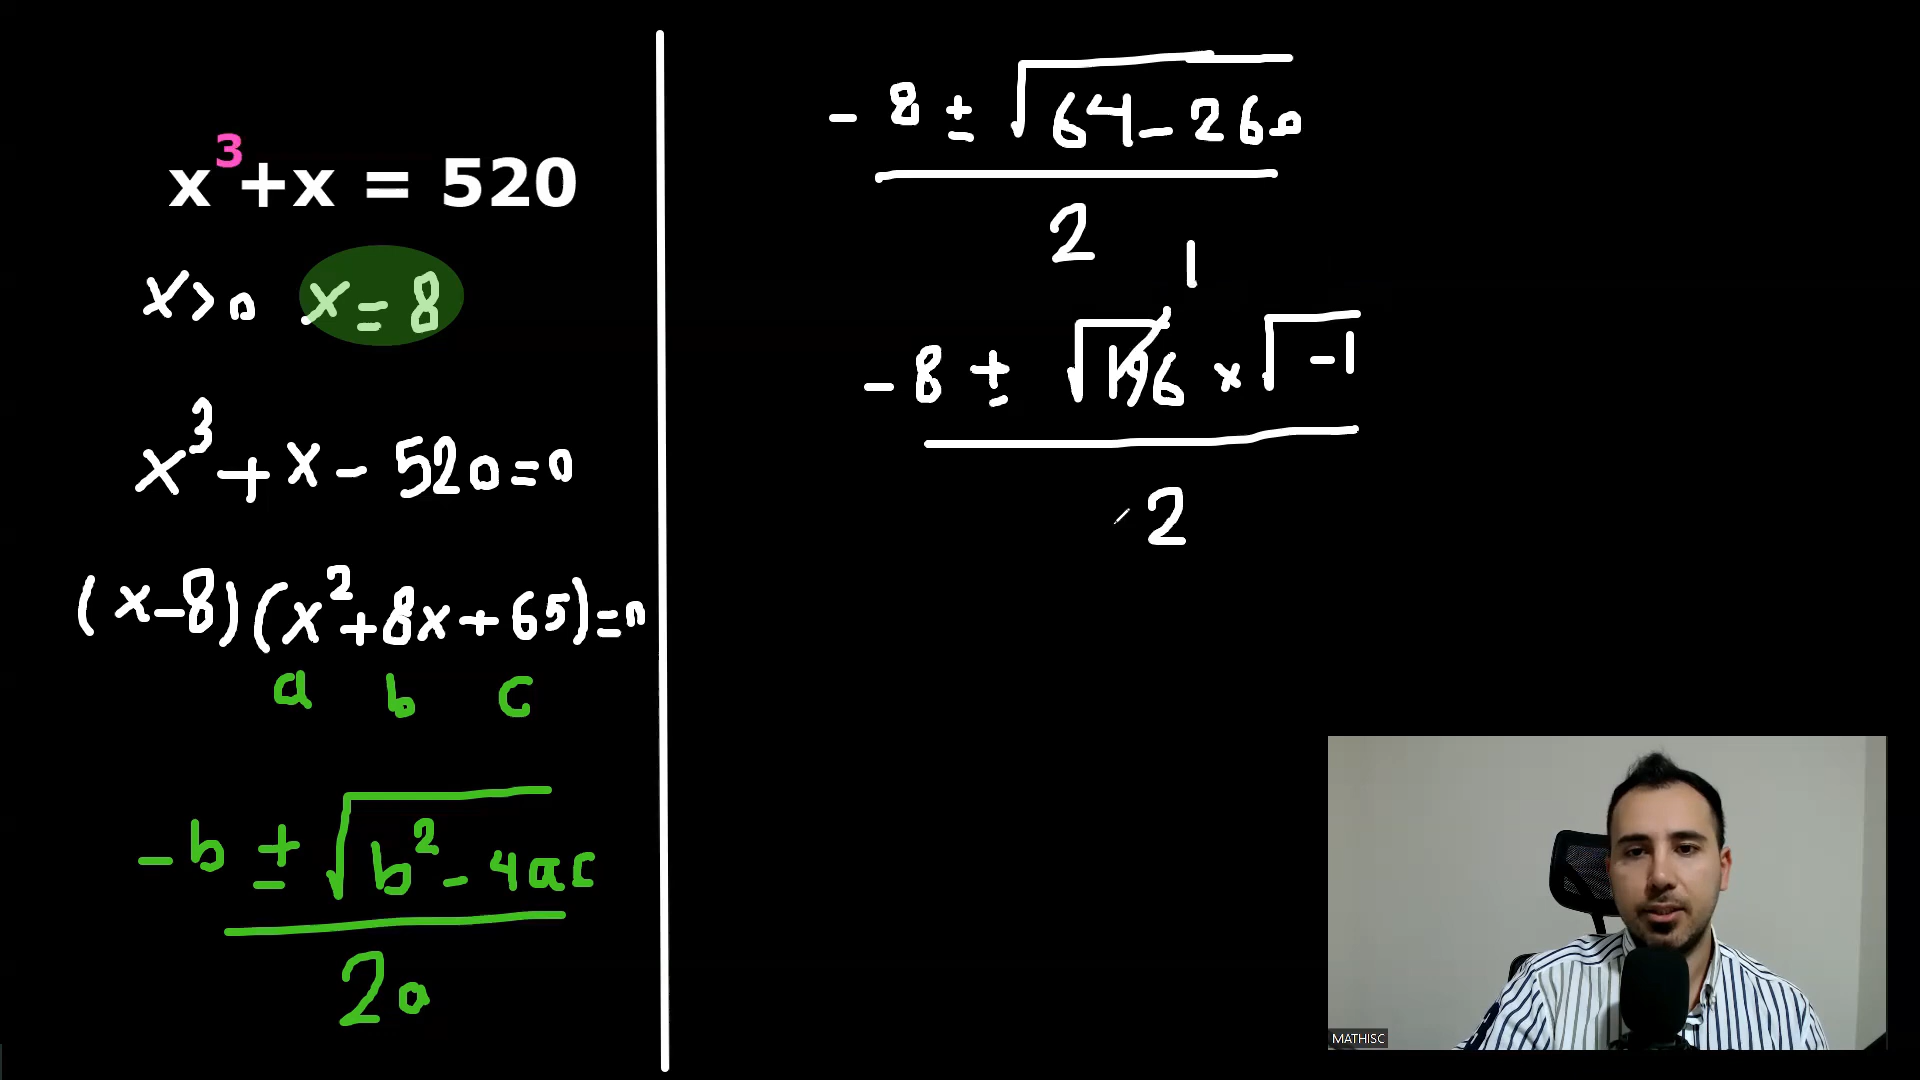 x³+x = 520
x>0 x=8
x³+x-520=0
(x-8)(x²+8x+65)=0
a b c
-b ± √b²-4ac
2a
-8 ± √64-260
2
1
-8 ± √196 x √-1
2
MATHISC